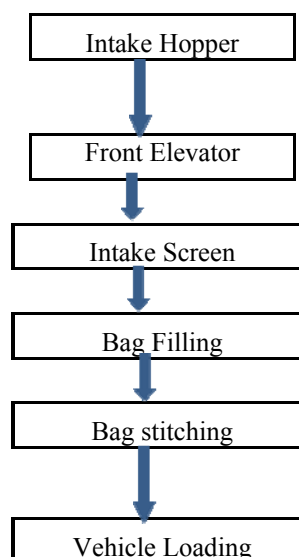 Intake Hopper
Front Elevator
Intake Screen
Bag Filling
Bag stitching
Vehicle Loading